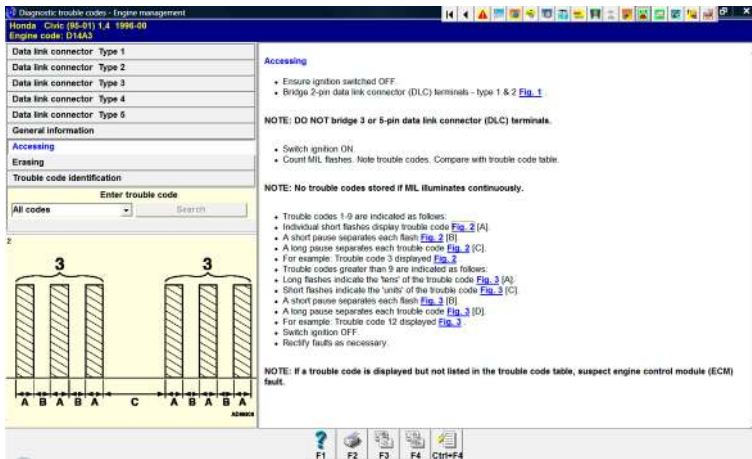 Diagnostic trouble codes - Engine management
Honda Civic (95-01) 1,4 1996-00
Engine code: D14A3
Data link connector Type 1
Data link connector Type 2
Data link connector Type 3
Data link connector Type 4
Data link connector Type 5
General information
Accessing
Erasing
Trouble code identification
Enter trouble code
All codes
Search
2
3 3
A B A B A C A B A B A
Accessing
Ensure ignition switched OFF.
Bridge 2-pin data link connector (DLC) terminals - type 1 & 2 Fig. 1 .
NOTE: DO NOT bridge 3 or 5-pin data link connector (DLC) terminals.
Switch ignition ON.
Count MIL flashes. Note trouble codes. Compare with trouble code table.
NOTE: No trouble codes stored if MIL illuminates continuously.
Trouble codes 1-9 are indicated as follows:
Individual short flashes display trouble code Fig. 2 [A].
A short pause separates each flash Fig. 2 [B].
A long pause separates each trouble code Fig. 2 [C].
For example: Trouble code 3 displayed Fig. 2
Trouble codes greater than 9 are indicated as follows:
Long flashes indicate the 'tens' of the trouble code Fig. 3 [A].
Short flashes indicate the 'units' of the trouble code Fig. 3 [C].
A short pause separates each flash Fig. 3 [B].
A long pause separates each trouble code Fig. 3 [D].
For example: Trouble code 12 displayed Fig. 3 .
Switch ignition OFF.
Rectify faults as necessary.
NOTE: If a trouble code is displayed but not listed in the trouble code table, suspect engine control module (ECM)
fault.
F1 F2 F3 F4 Ctrl+F4